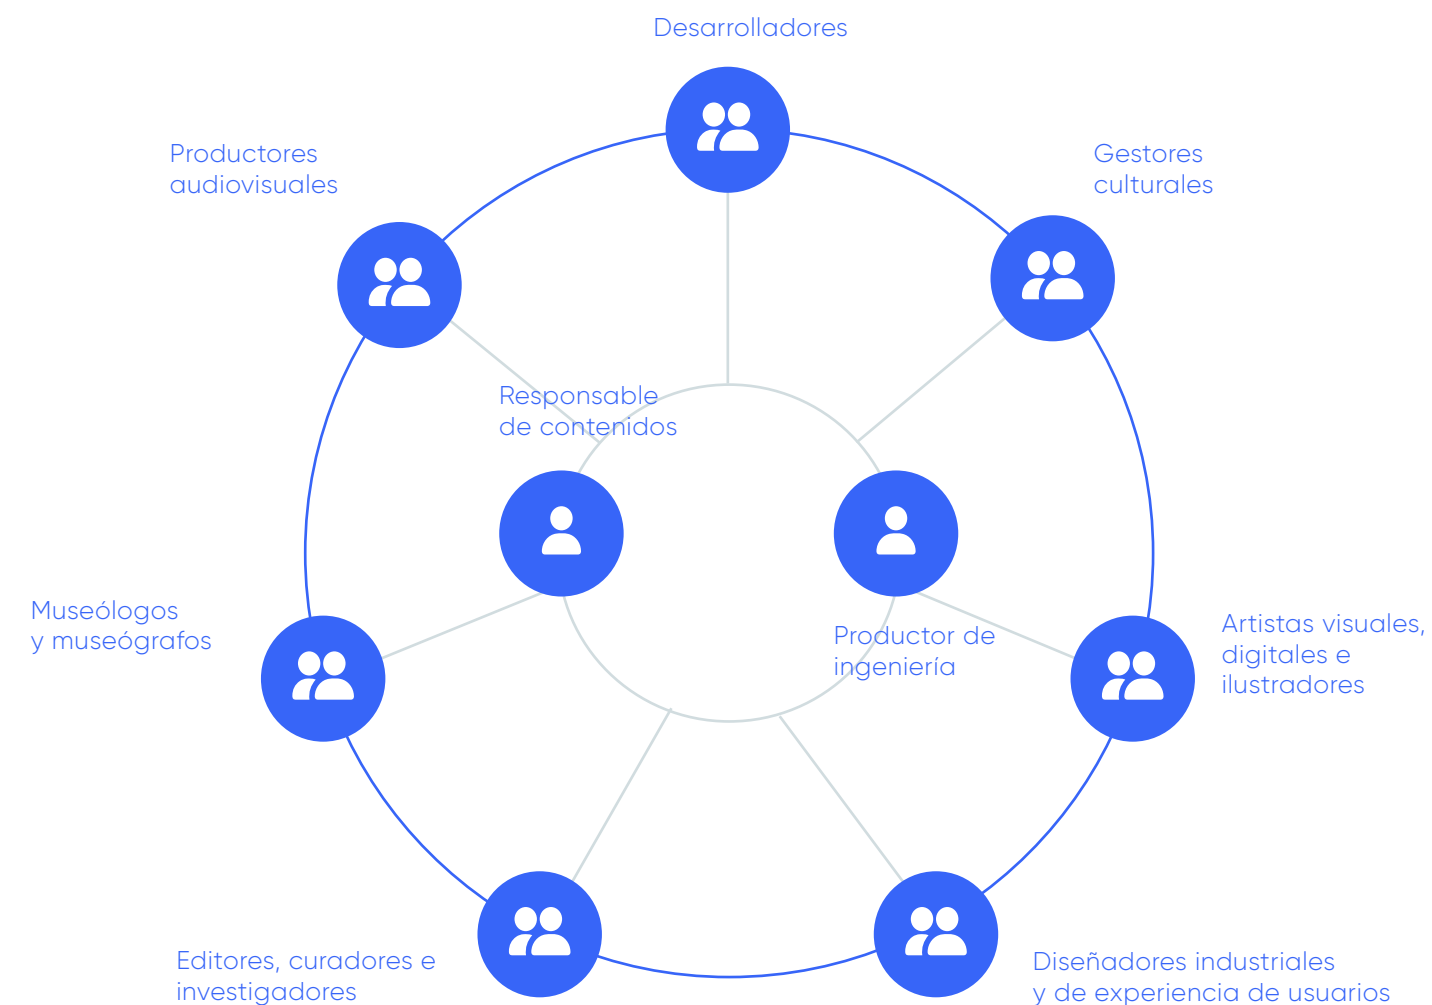 Desarrolladores
Productores
audiovisuales
Gestores
culturales
Responsable
de contenidos
Museólogos
y museógrafos
Productor de
ingeniería
Artistas visuales,
digitales e
ilustradores
Editores, curadores e
investigadores
Diseñadores industriales
y de experiencia de usuarios